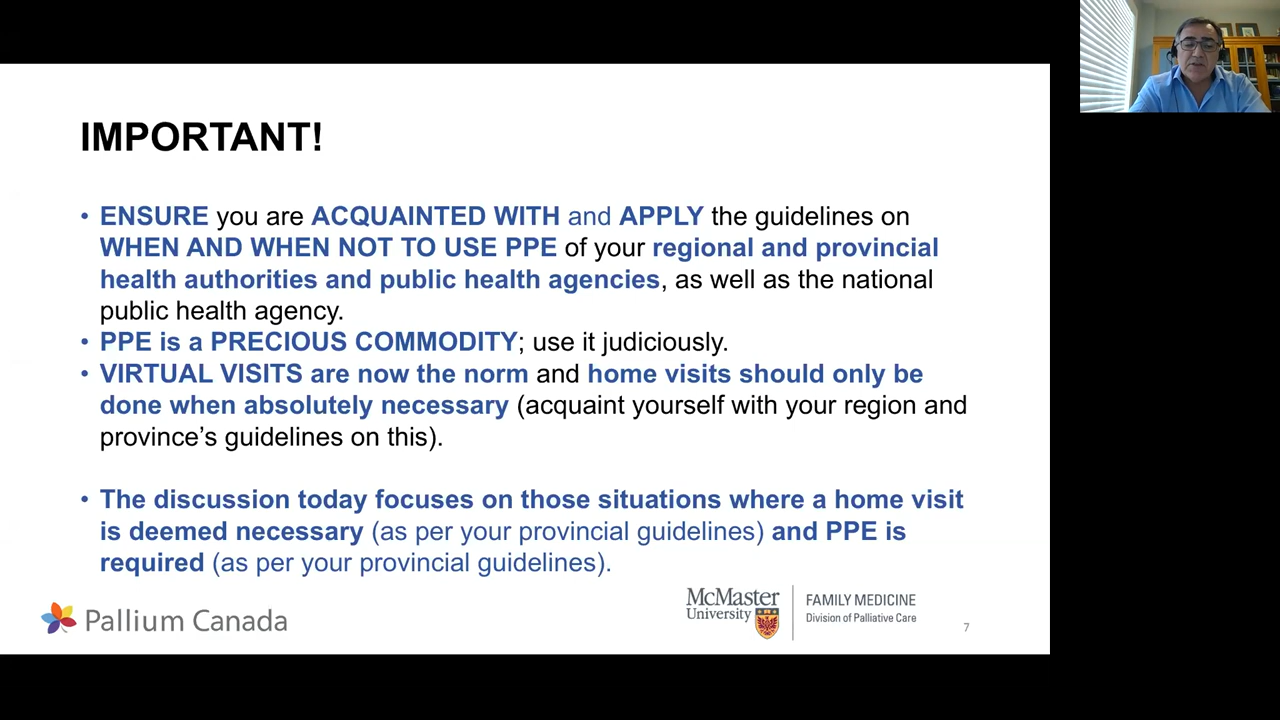 IMPORTANT!
• ENSURE you are ACQUAINTED WITH and APPLY the guidelines on
WHEN AND WHEN NOT TO USE PPE of your regional and provincial
health authorities and public health agencies, as well as the national
public health agency.
• PPE is a PRECIOUS COMMODITY; use it judiciously.
• VIRTUAL VISITS are now the norm and home visits should only be
done when absolutely necessary (acquaint yourself with your region and
province’s guidelines on this).
• The discussion today focuses on those situations where a home visit
is deemed necessary (as per your provincial guidelines) and PPE is
required (as per your provincial guidelines).
Pallium Canada
McMaster
University
FAMILY MEDICINE
Division of Palliative Care
7